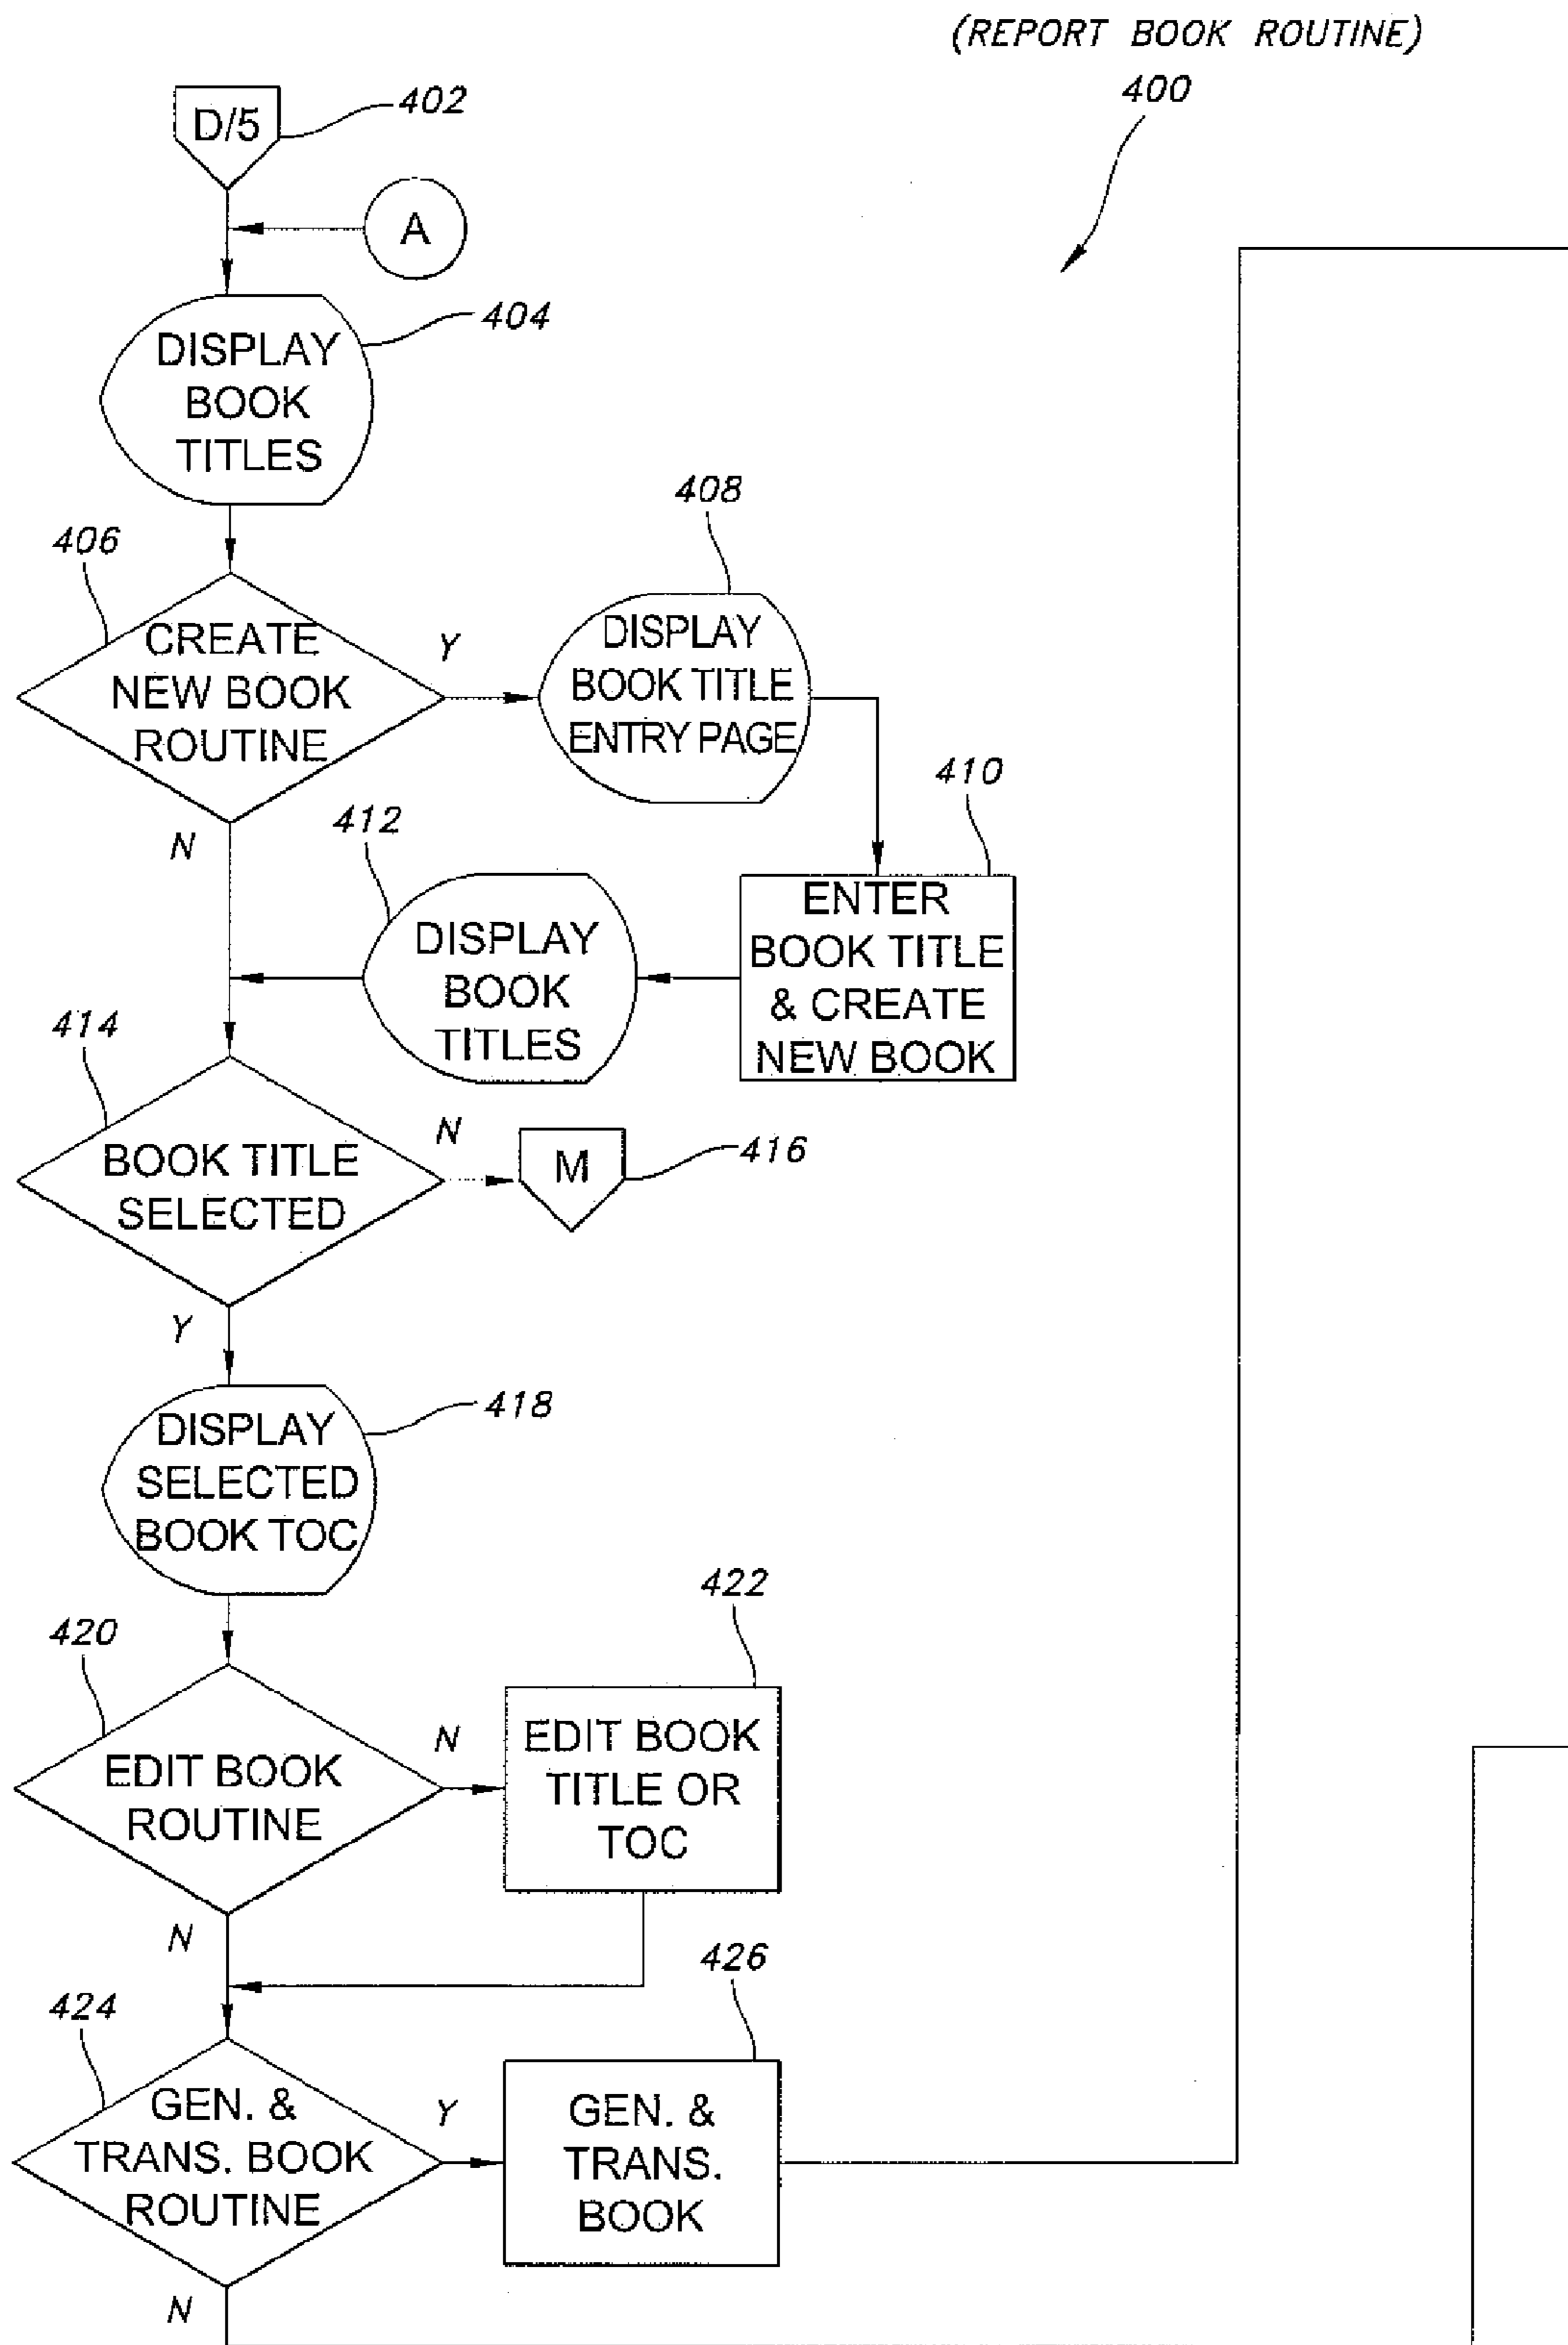 (REPORT BOOK ROUTINE)
400
D/5
402
A
404
DISPLAY
BOOK
TITLES
406
CREATE
NEW BOOK
ROUTINE
Y
N
408
DISPLAY
BOOK TITLE
ENTRY PAGE
410
ENTER
BOOK TITLE
& CREATE
NEW BOOK
412
DISPLAY
BOOK
TITLES
414
BOOK TITLE
SELECTED
N
M
416
Y
418
DISPLAY
SELECTED
BOOK TOC
420
EDIT BOOK
ROUTINE
N
422
EDIT BOOK
TITLE OR
TOC
N
424
GEN. &
TRANS. BOOK
ROUTINE
Y
426
GEN. &
TRANS.
BOOK
N